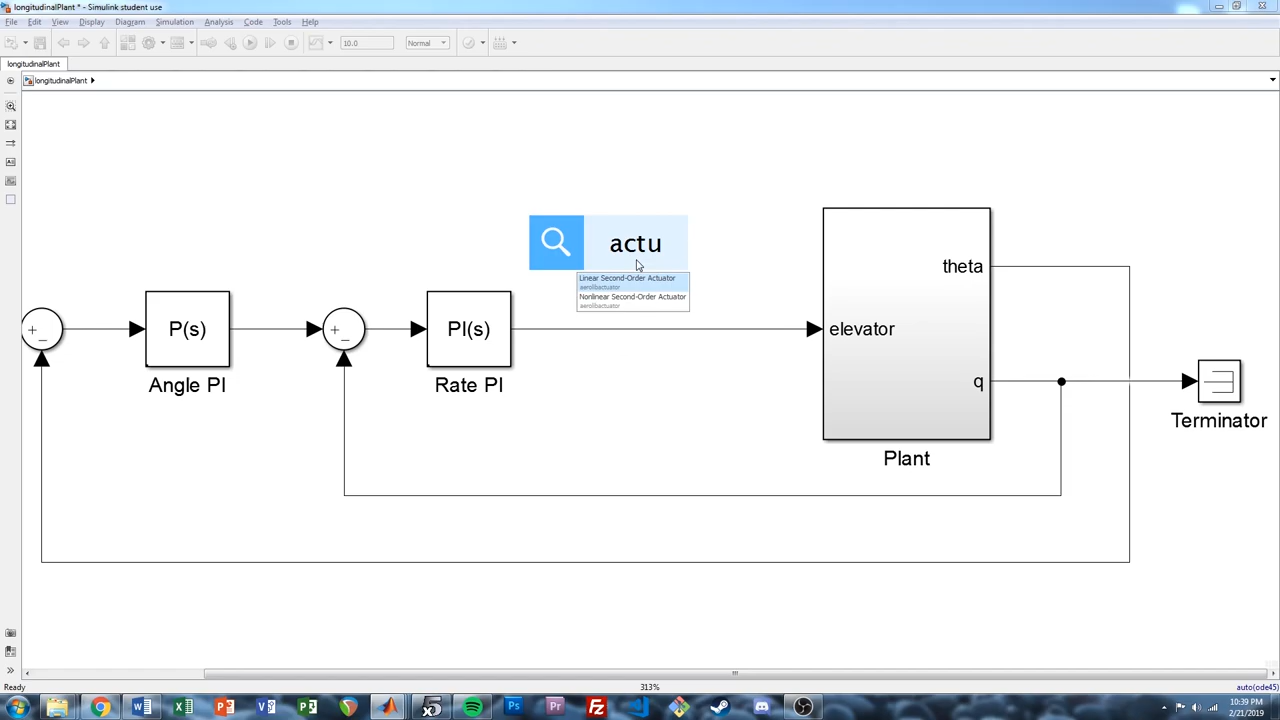 longitudinalPlant * - Simulink student use
File Edit View Display Diagram Simulation Analysis Code Tools Help
10.0 Normal
longitudinalPlant
longitudinalPlant
actu
Linear Second-Order Actuator
aerolibactuator
Nonlinear Second-Order Actuator
aerolibactuator
theta
+
_
P(s)
+
_
PI(s)
elevator
Angle PI
Rate PI
q
Terminator
Plant
Ready 313% auto(ode45)
10:39 PM
2/21/2019